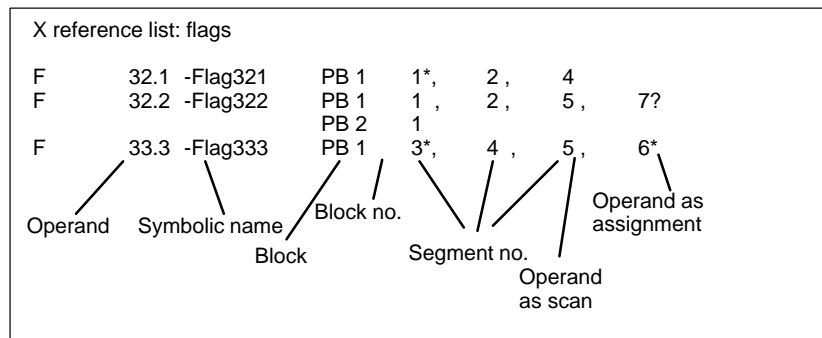 X reference list: flags
F 32.1 -Flag321 PB 1 1*, 2 , 4
F 32.2 -Flag322 PB 1 1 , 2 , 5 , 7?
PB 2 1
F 33.3 -Flag333 PB 1 3*, 4 , 5 , 6*
Operand
Symbolic name
Block
Block no.
Segment no.
Operand
as scan
Operand as
assignment